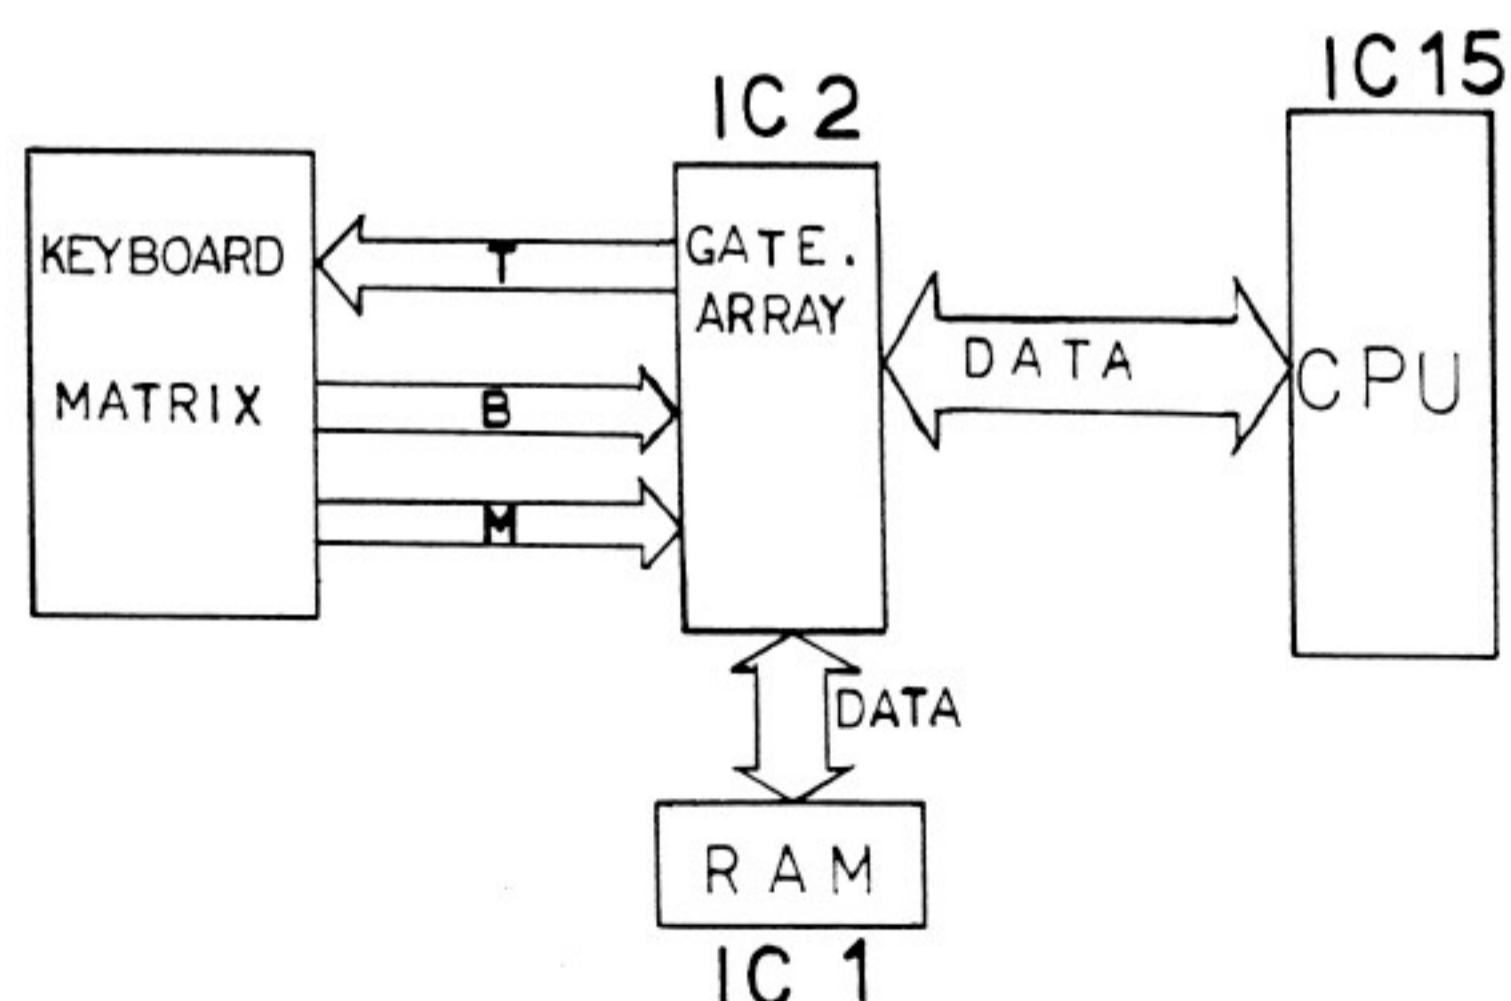 IC 15
IC 2
KEYBOARD
MATRIX
T
B
M
GATE.
ARRAY
DATA
CPU
DATA
RAM
IC 1